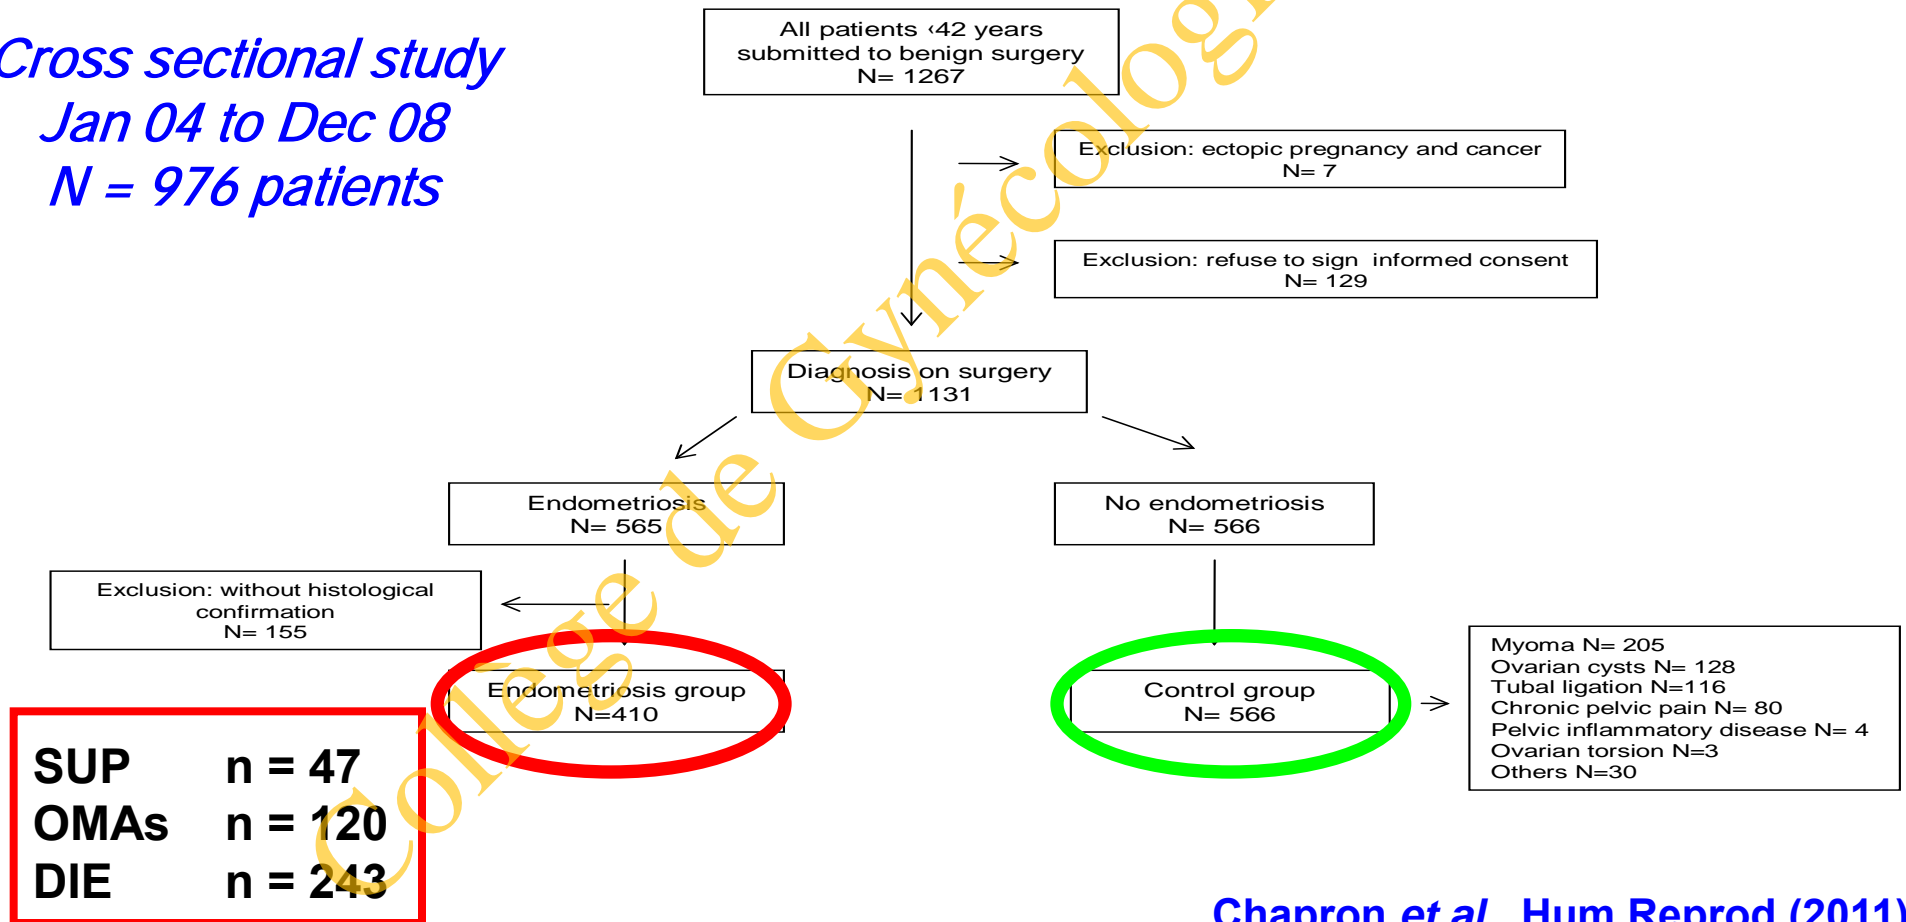 Cross sectional study
Jan 04 to Dec 08
N = 976 patients
All patients ‹42 years
submitted to benign surgery
N= 1267
Exclusion: ectopic pregnancy and cancer
N= 7
Exclusion: refuse to sign informed consent
N= 129
Diagnosis on surgery
N= 1131
Endometriosis
N= 565
No endometriosis
N= 566
Exclusion: without histological
confirmation
N= 155
Endometriosis group
N=410
Control group
N= 566
Myoma N= 205
Ovarian cysts N= 128
Tubal ligation N=116
Chronic pelvic pain N= 80
Pelvic inflammatory disease N= 4
Ovarian torsion N=3
Others N=30
SUP n = 47
OMAs n = 120
DIE n = 243
Chapron et al Hum Reprod (2011)
Collège de Gynécologi